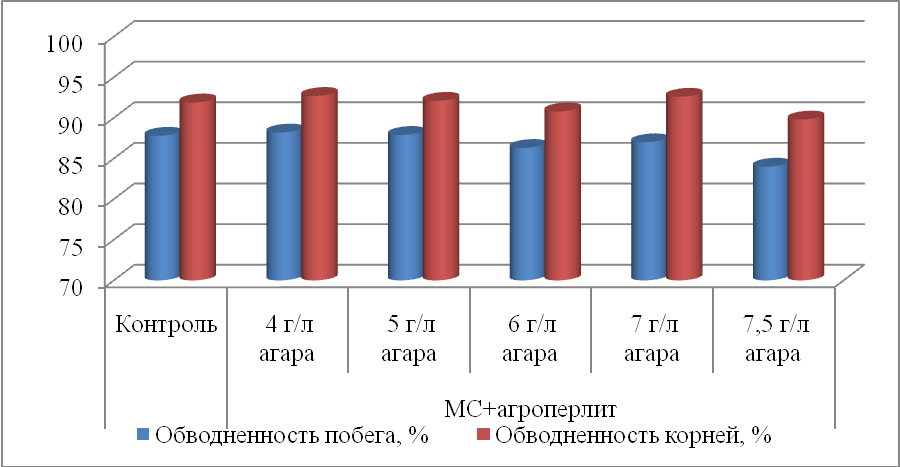 100
95
90
85
80
75
70
Контроль
4 г/л агара
5 г/л агара
6 г/л агара
7 г/л агара
7,5 г/л агара
МС+агроперлит
Обводненность побега, %
Обводненность корней, %